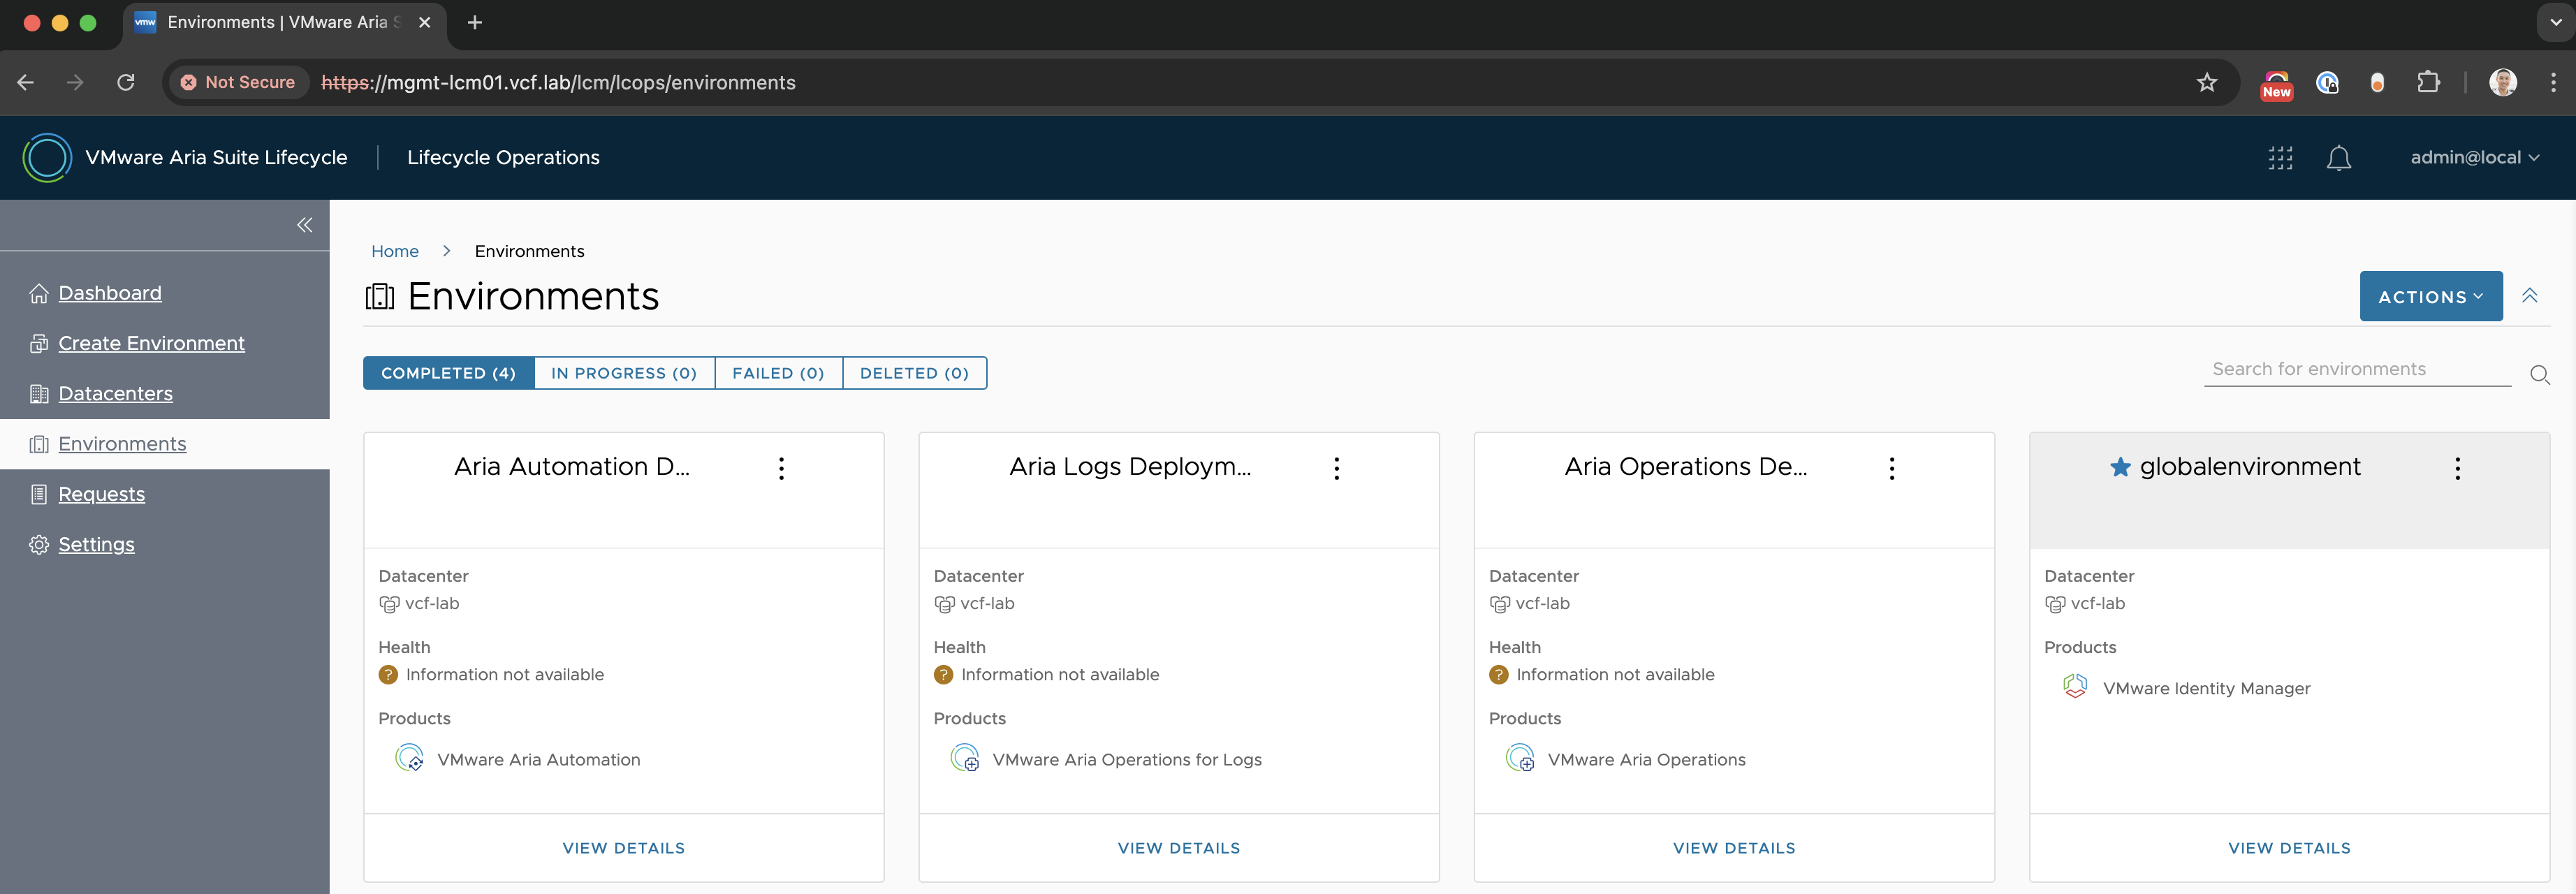 vmw Environments | VMware Aria S
Not Secure https://mgmt-lcm01.vcf.lab/lcm/lcops/environments
New
VMware Aria Suite Lifecycle Lifecycle Operations
admin@local
Home > Environments
Dashboard
Create Environment
Datacenters
Environments
Requests
Settings
Environments
ACTIONS
COMPLETED (4) IN PROGRESS (0) FAILED (0) DELETED (0)
Search for environments
Aria Automation D...
Datacenter
vcf-lab
Health
? Information not available
Products
VMware Aria Automation
VIEW DETAILS
Aria Logs Deploym...
Datacenter
vcf-lab
Health
? Information not available
Products
VMware Aria Operations for Logs
VIEW DETAILS
Aria Operations De...
Datacenter
vcf-lab
Health
? Information not available
Products
VMware Aria Operations
VIEW DETAILS
globalenvironment
Datacenter
vcf-lab
Products
VMware Identity Manager
VIEW DETAILS